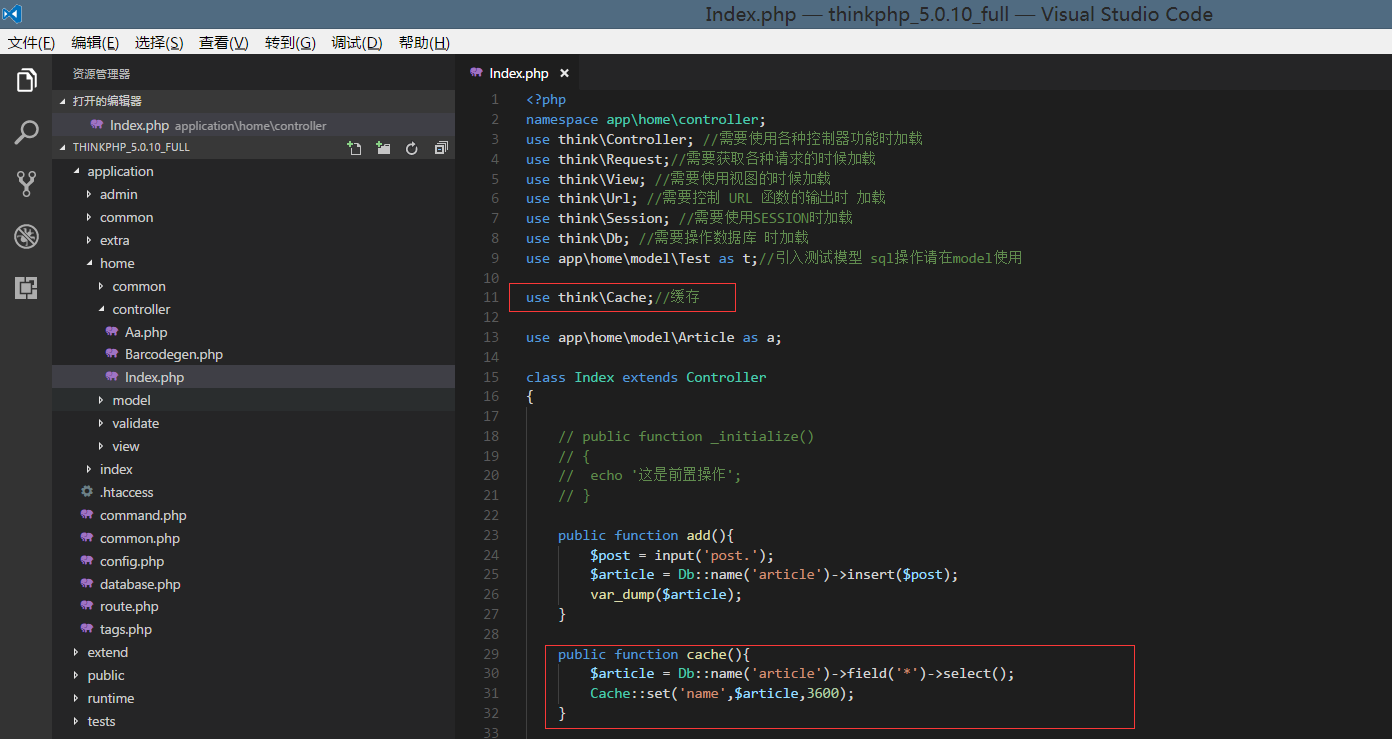 Index.php — thinkphp_5.0.10_full — Visual Studio Code
文件(F) 编辑(E) 选择(S) 查看(V) 转到(G) 调试(D) 帮助(H)
资源管理器
打开的编辑器
Index.php application\home\controller
THINKPHP_5.0.10_FULL
application
admin
common
extra
home
common
controller
Aa.php
Barcodegen.php
Index.php
model
validate
view
index
.htaccess
command.php
common.php
config.php
database.php
route.php
tags.php
extend
public
runtime
tests
Index.php ×
1 <?php
2 namespace app\home\controller;
3 use think\Controller; //需要使用各种控制器功能时加载
4 use think\Request;//需要获取各种请求的时候加载
5 use think\View; //需要使用视图的时候加载
6 use think\Url; //需要控制 URL 函数的输出时 加载
7 use think\Session; //需要使用SESSION时加载
8 use think\Db; //需要操作数据库 时加载
9 use app\home\model\Test as t;//引入测试模型 sql操作请在model使用
10
11 use think\Cache;//缓存
12
13 use app\home\model\Article as a;
14
15 class Index extends Controller
16 {
17
18 // public function _initialize()
19 // {
20 //  echo '这是前置操作';
21 // }
22
23 public function add(){
24 $post = input('post.');
25 $article = Db::name('article')->insert($post);
26 var_dump($article);
27 }
28
29 public function cache(){
30 $article = Db::name('article')->field('*')->select();
31 Cache::set('name',$article,3600);
32 }
33